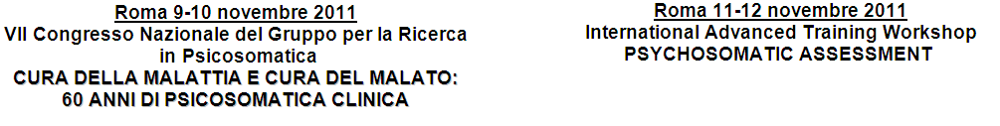 Roma 9-10 novembre 2011
VII Congresso Nazionale del Gruppo per la Ricerca
in Psicosomatica
CURA DELLA MALATTIA E CURA DEL MALATO:
60 ANNI DI PSICOSOMATICA CLINICA
Roma 11-12 novembre 2011
International Advanced Training Workshop
PSYCHOSOMATIC ASSESSMENT